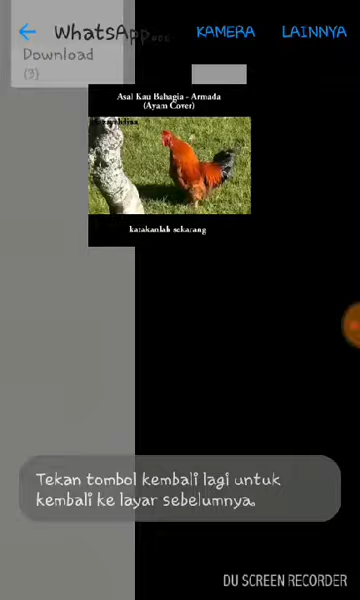 WhatsApp...
KAMERA
LAINNYA
Download
(3)
Asal Kau Bahagia - Armada
(Ayam Cover)
katakanlah sekarang
Tekan tombol kembali lagi untuk
kembali ke layar sebelumnya.
DU SCREEN RECORDER